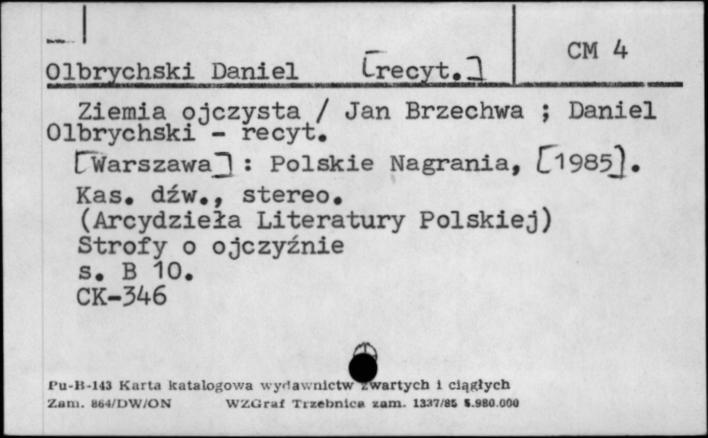 CM 4
Olbrychski Daniel [recyt.]
Ziemia ojczysta / Jan Brzechwa ; Daniel
Olbrychski - recyt.
[Warszawa] : Polskie Nagrania, [1985].
Kas. dźw., stereo.
(Arcydzieła Literatury Polskiej)
Strofy o ojczyźnie
s. B 10.
CK-346
Pu-B-143 Karta katalogowa wydawnictw zwartych i ciągłych
Zam. 864/DW/ON WZGraf Trzebnica zam. 1337/85 5.980.000